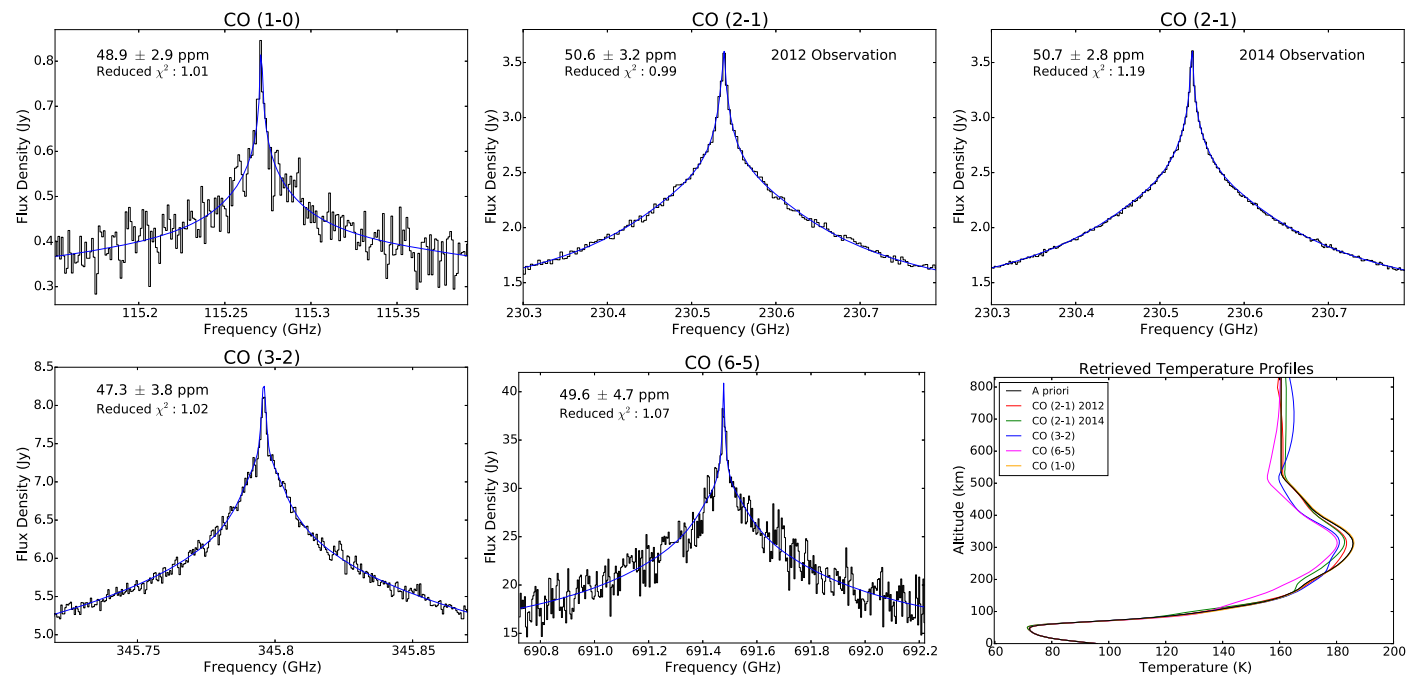 CO (1-0)
48.9 ± 2.9 ppm
Reduced χ² : 1.01
Flux Density (Jy)
0.8
0.7
0.6
0.5
0.4
0.3
115.2
115.25
115.3
115.35
Frequency (GHz)
CO (2-1)
50.6 ± 3.2 ppm
Reduced χ² : 0.99
2012 Observation
Flux Density (Jy)
3.5
3.0
2.5
2.0
1.5
230.3
230.4
230.5
230.6
230.7
Frequency (GHz)
CO (2-1)
50.7 ± 2.8 ppm
Reduced χ² : 1.19
2014 Observation
Flux Density (Jy)
3.5
3.0
2.5
2.0
1.5
230.3
230.4
230.5
230.6
230.7
Frequency (GHz)
CO (3-2)
47.3 ± 3.8 ppm
Reduced χ² : 1.02
Flux Density (Jy)
8.5
8.0
7.5
7.0
6.5
6.0
5.5
5.0
345.75
345.8
345.85
Frequency (GHz)
CO (6-5)
49.6 ± 4.7 ppm
Reduced χ² : 1.07
Flux Density (Jy)
40
35
30
25
20
15
690.8
691.0
691.2
691.4
691.6
691.8
692.0
692.2
Frequency (GHz)
Retrieved Temperature Profiles
A priori
CO (2-1) 2012
CO (2-1) 2014
CO (3-2)
CO (6-5)
CO (1-0)
Altitude (km)
800
700
600
500
400
300
200
100
0
60
80
100
120
140
160
180
200
Temperature (K)